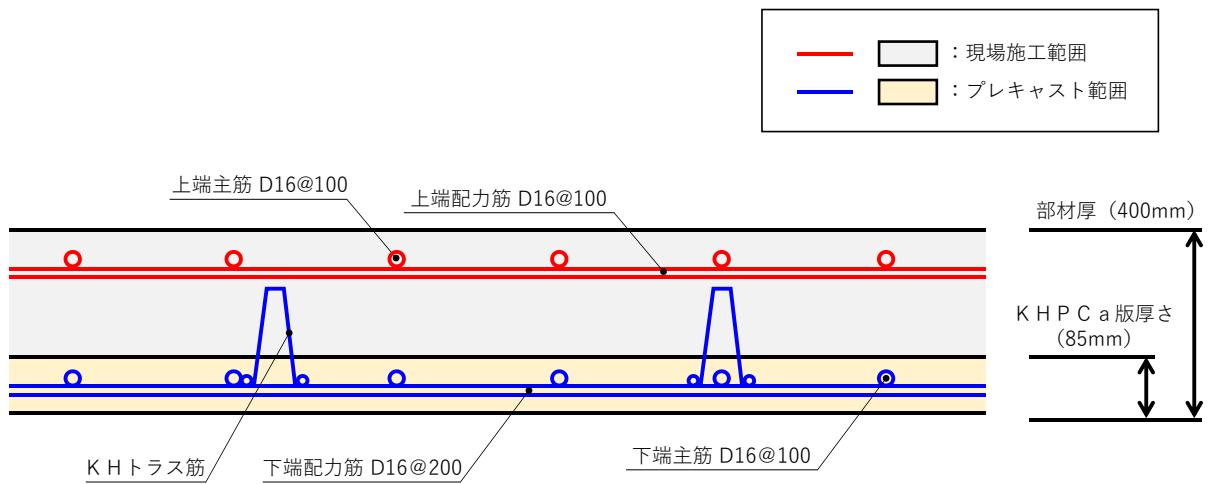 ：現場施工範囲
：プレキャスト範囲
上端主筋 D16@100
上端配力筋 D16@100
部材厚（400mm）
ＫＨＰＣａ版厚さ
（85mm）
ＫＨトラス筋
下端配力筋 D16@200
下端主筋 D16@100